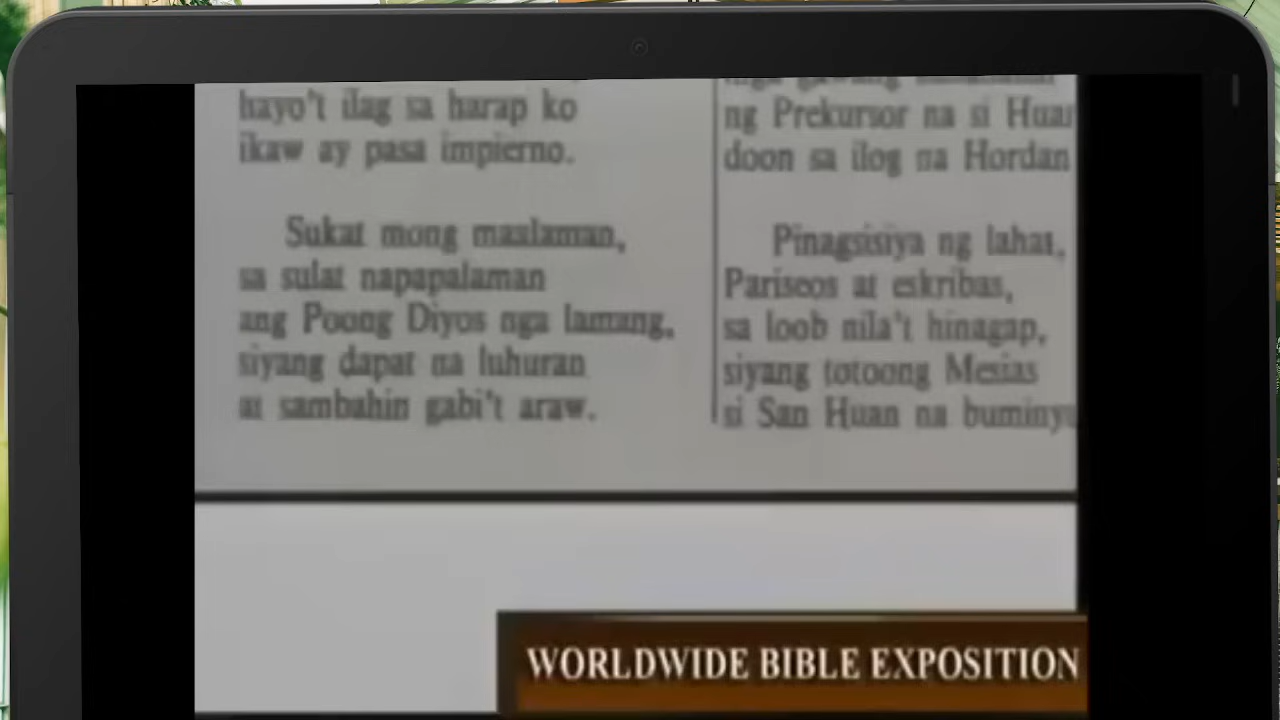 hayo't ilag sa harap ko
ikaw ay pasa impierno.
Sukat mong maalaman,
sa sulat napapalaman
ang Poong Diyos nga lamang,
siyang dapat na luhuran
at sambahin gabi't araw.
ng Prekursor na si Huan
doon sa ilog na Hordan
Pinagsisiya ng lahat,
Pariseos at eskribas,
sa loob nila't hinagap,
siyang totoong Mesias
si San Huan na
WORLDWIDE BIBLE EXPOSITION